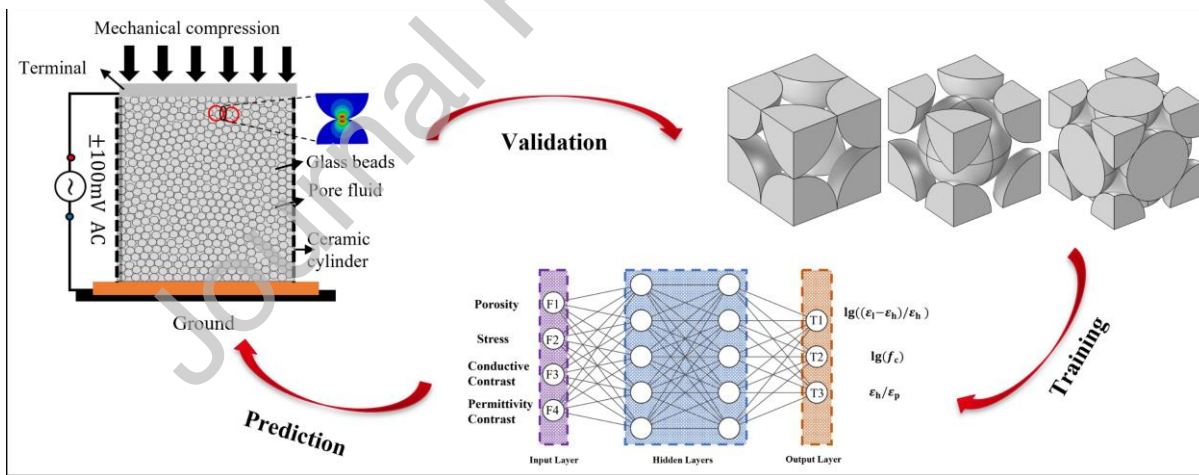 Mechanical compression
Terminal
±100mV AC
Glass beads
Pore fluid
Ceramic
cylinder
Ground
Validation
Training
Prediction
Porosity
Stress
Conductive
Contrast
Permittivity
Contrast
F1
F2
F3
F4
T1
T2
T3
lg((ε_l−ε_h)/ε_h)
lg(f_c)
ε_h/ε_p
Input Layer
Hidden Layers
Output Layer
Journal